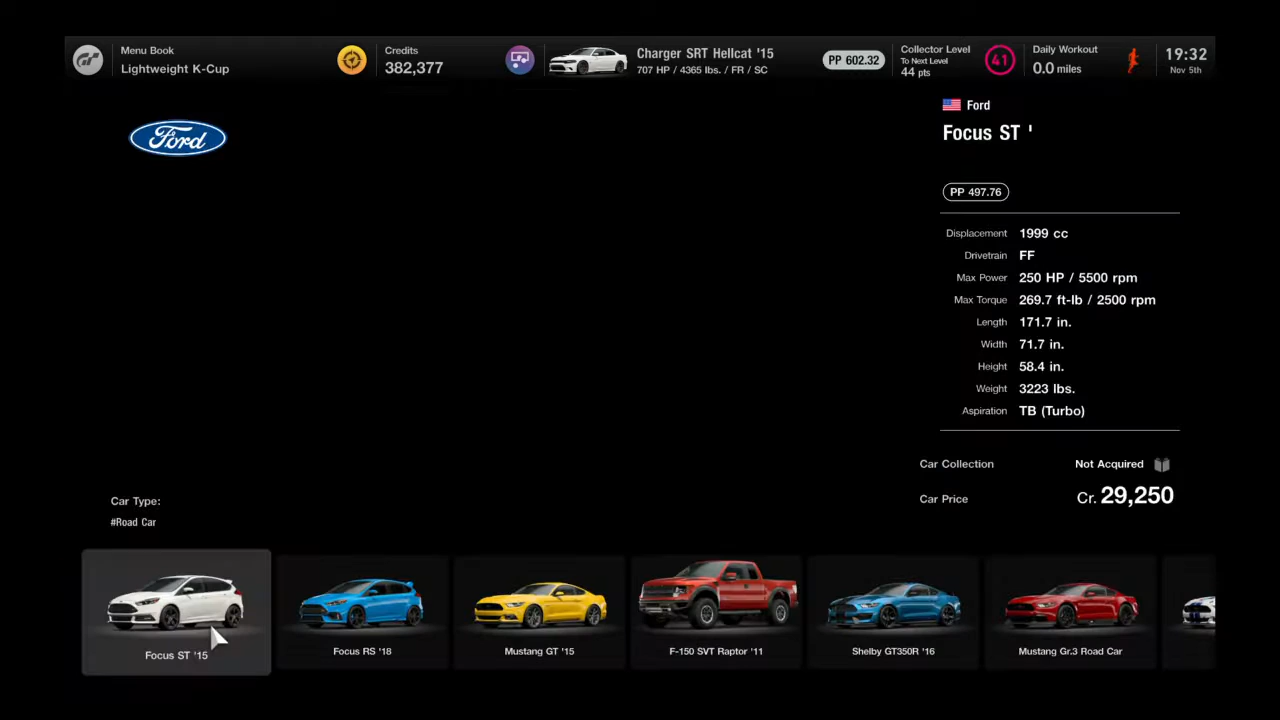 Menu Book
Lightweight K-Cup
Credits
382,377
Charger SRT Hellcat '15
707 HP / 4365 lbs. / FR / SC
PP 602.32
Collector Level
To Next Level
44 pts
41
Daily Workout
0.0 miles
19:32
Nov 5th
Ford
Ford
Focus ST '
PP 497.76
Displacement 1999 cc
Drivetrain FF
Max Power 250 HP / 5500 rpm
Max Torque 269.7 ft-lb / 2500 rpm
Length 171.7 in.
Width 71.7 in.
Height 58.4 in.
Weight 3223 lbs.
Aspiration TB (Turbo)
Car Collection Not Acquired
Car Price Cr. 29,250
Car Type:
#Road Car
Focus ST '15
Focus RS '18
Mustang GT '15
F-150 SVT Raptor '11
Shelby GT350R '16
Mustang Gr.3 Road Car